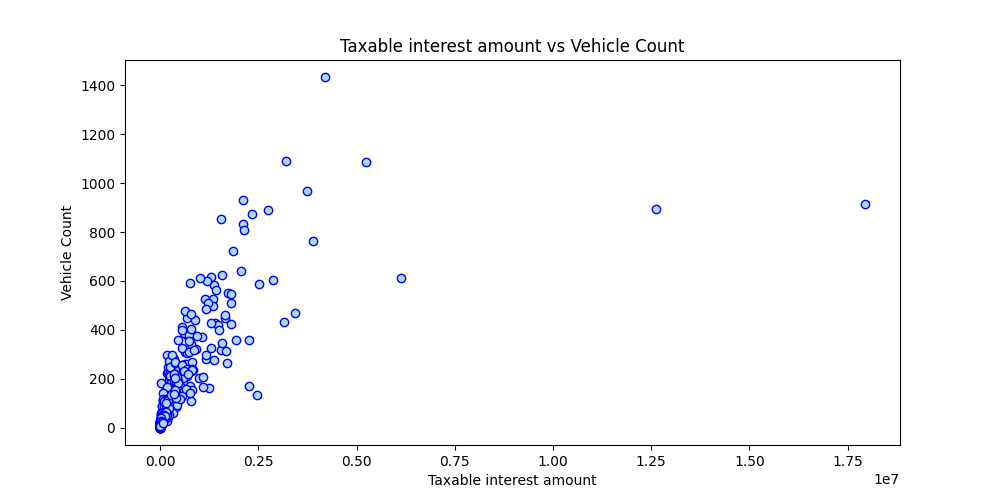 Taxable interest amount vs Vehicle Count
Vehicle Count
1400
1200
1000
800
600
400
200
0
0.00 0.25 0.50 0.75 1.00 1.25 1.50 1.75
1e7
Taxable interest amount